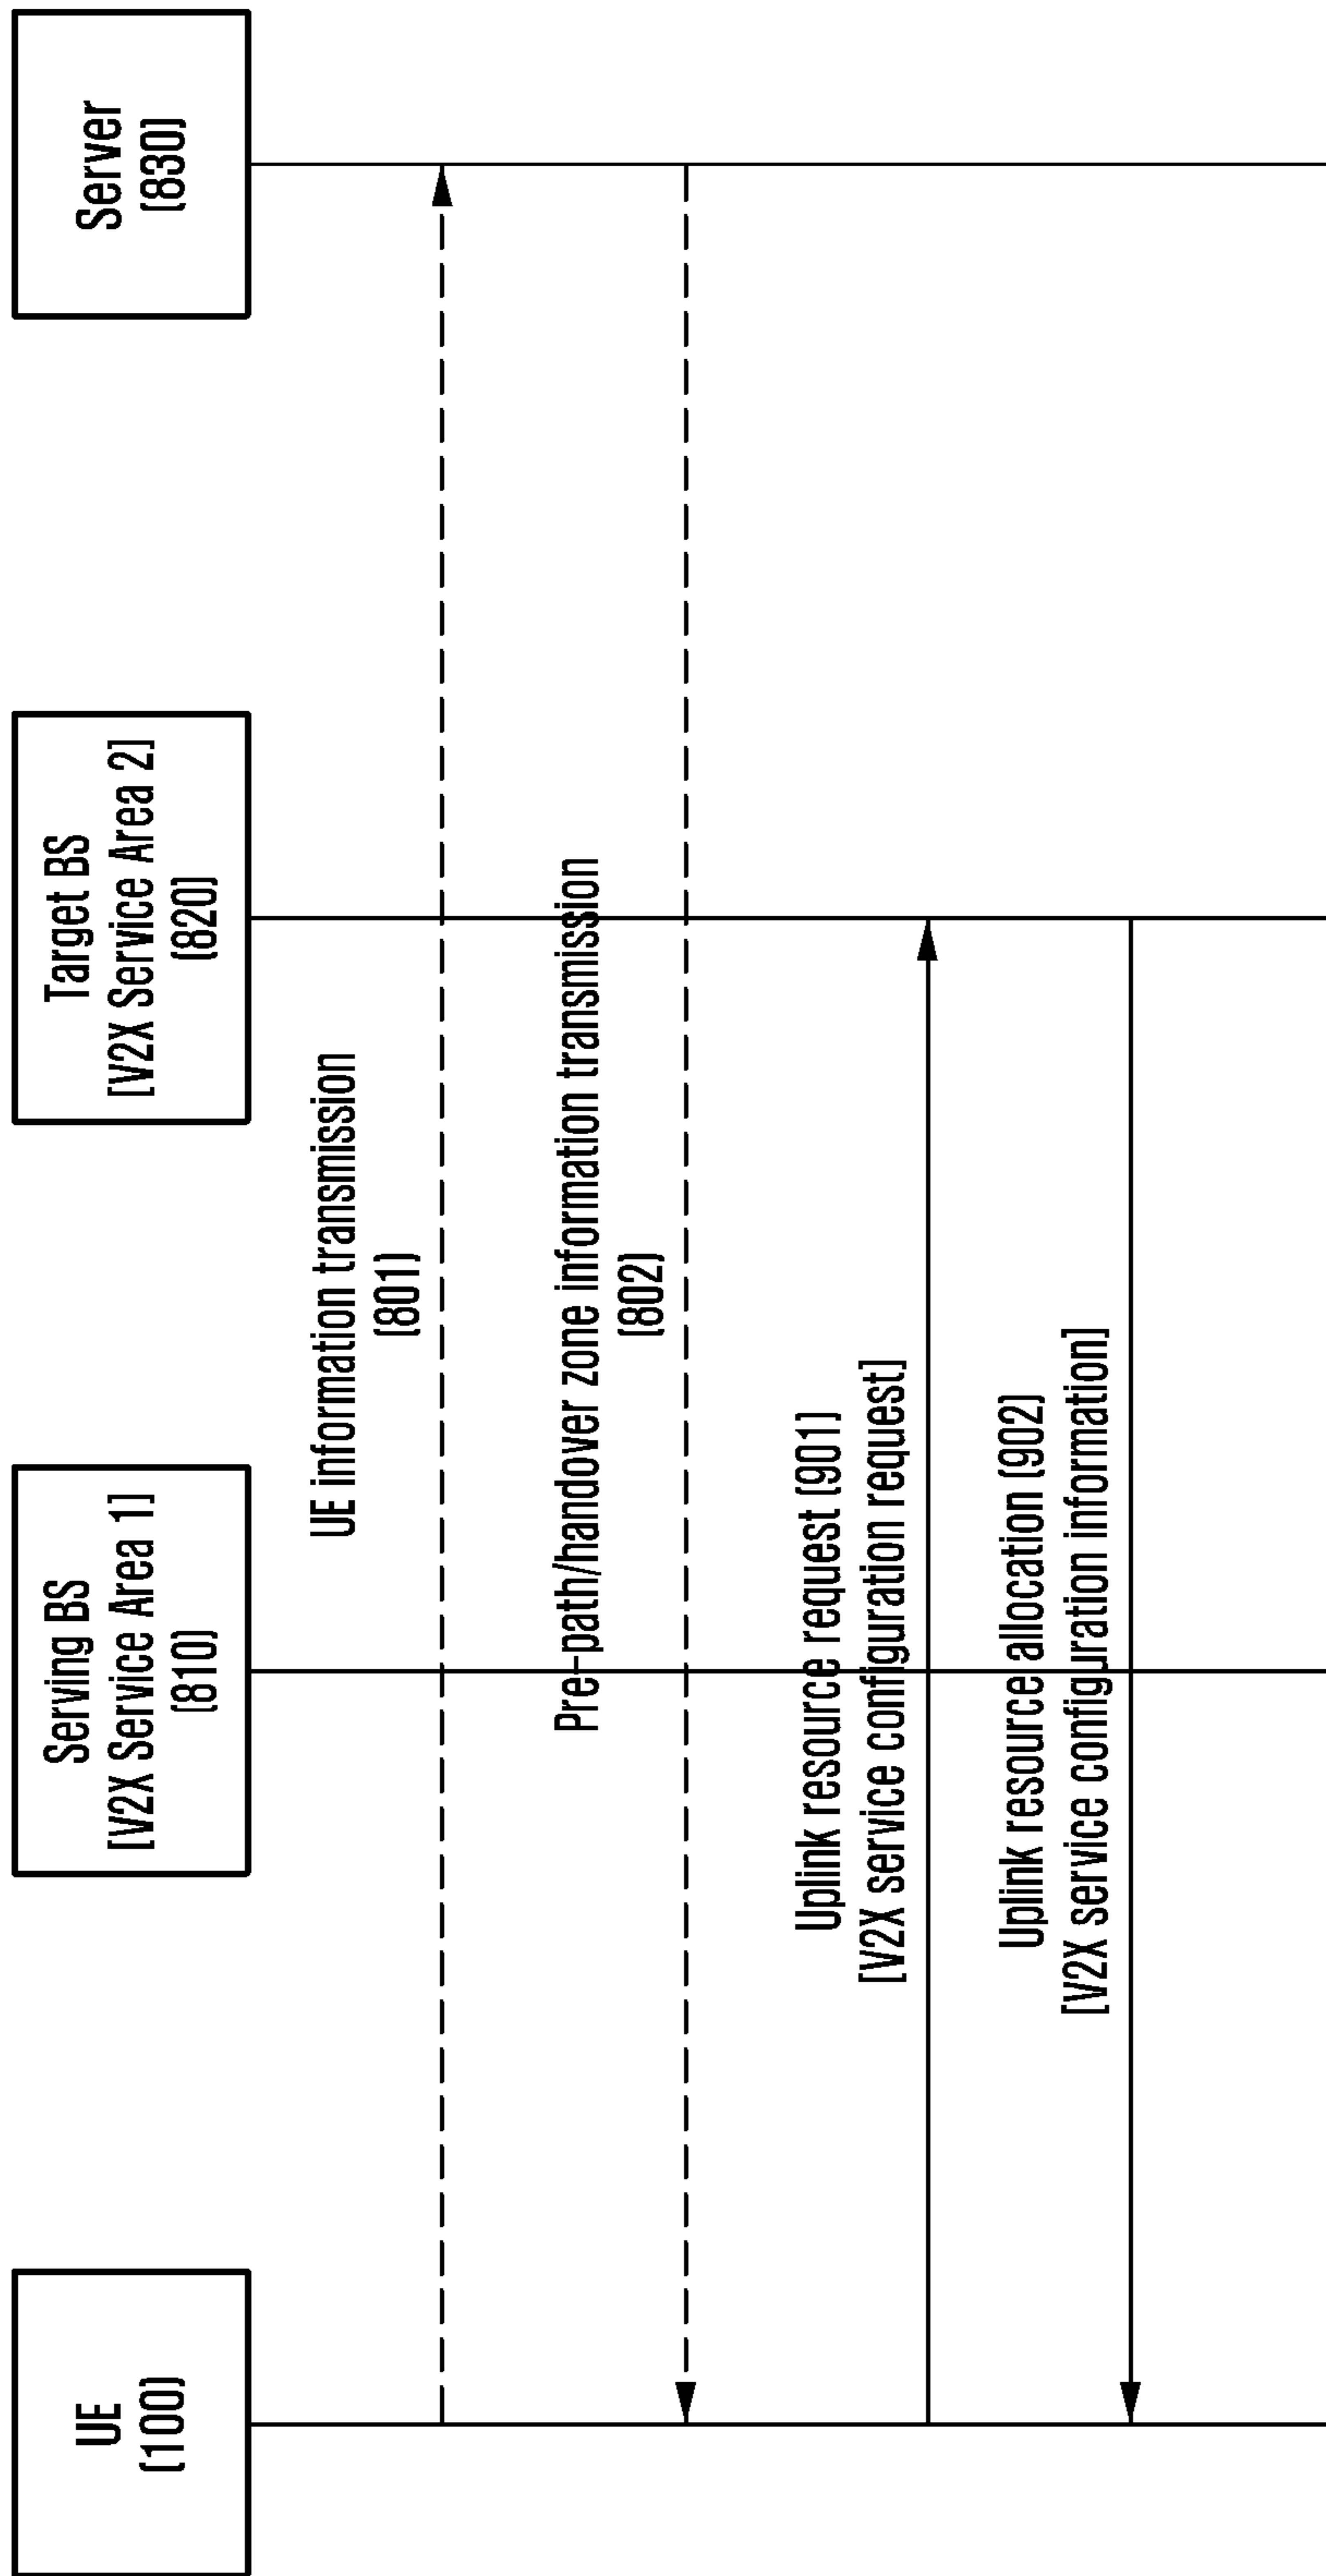 UE
(100)
Serving BS
[V2X Service Area 1]
(810)
Target BS
[V2X Service Area 2]
(820)
Server
(830)
UE information transmission
(801)
Pre-path/handover zone information transmission
(802)
Uplink resource request (901)
[V2X service configuration request]
Uplink resource allocation (902)
[V2X service configuration information]